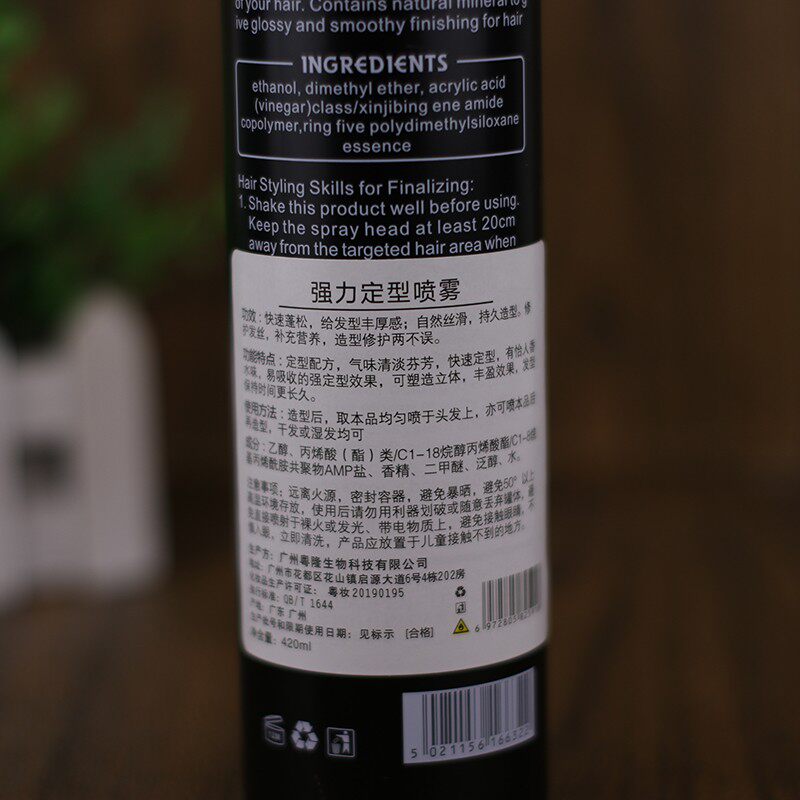 of your hair. Contains natural mineral to g
ive glossy and smoothy finishing for hair
INGREDIENTS
ethanol, dimethyl ether, acrylic acid
(vinegar)class/xinjibing ene amide
copolymer,ring five polydimethylsiloxane
essence
Hair Styling Skills for Finalizing:
1. Shake this product well before using.
Keep the spray head at least 20cm
away from the targeted hair area when
强力定型喷雾
功效：快速蓬松，给发型丰厚感；自然丝滑，持久造型。修
护发丝，补充营养，造型修护两不误。
功能特点：定型配方，气味清淡芬芳，快速定型，有怡人香
水味，易吸收的强定型效果，可塑造立体，丰盈效果，发型
保持时间更长久。
使用方法：造型后，取本品均匀喷于头发上，亦可喷本品后
再造型，干发或湿发均可
成分：乙醇、丙烯酸（酯）类/C1-18烷醇丙烯酸酯/C1-8烷
基丙烯酰胺共聚物AMP盐、香精、二甲醚、泛醇、水。
注意事项：远离火源，密封容器，避免暴晒，避免50°以上
高温环境存放，使用后请勿用利器划破或随意丢弃罐体，避
免直接喷射于裸火或发光、带电物质上，避免接触眼睛，不
慎入眼，立即清洗，产品应放置于儿童接触不到的地方。
生产方：广州粤隆生物科技有限公司
地址：广州市花都区花山镇启源大道6号4栋202房
化妆品生产许可证：粤妆20190195
执行标准：QB/T 1644
产地：广东 广州
生产批号和限期使用日期：见标示 [合格]
净含量：420ml
5 021156 16632